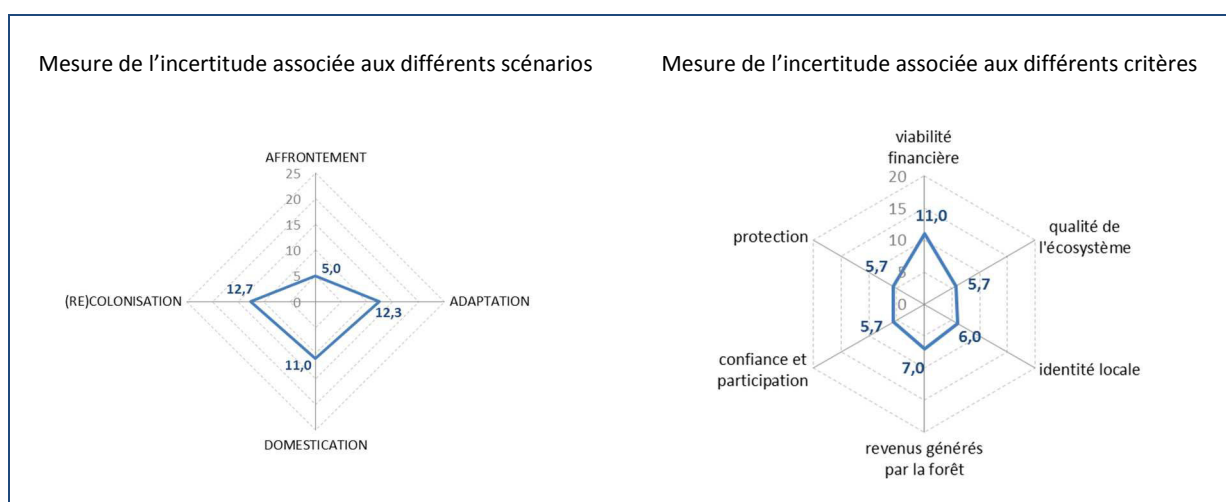 Mesure de l’incertitude associée aux différents scénarios
AFFRONTEMENT
25
20
15
10
5
0
5,0
(RE)COLONISATION
12,7
ADAPTATION
12,3
11,0
DOMESTICATION
Mesure de l’incertitude associée aux différents critères
viabilité
financière
20
15
10
5
0
11,0
protection
qualité de
l'écosystème
5,7
5,7
5,7
6,0
confiance et
participation
7,0
identité locale
revenus générés
par la forêt